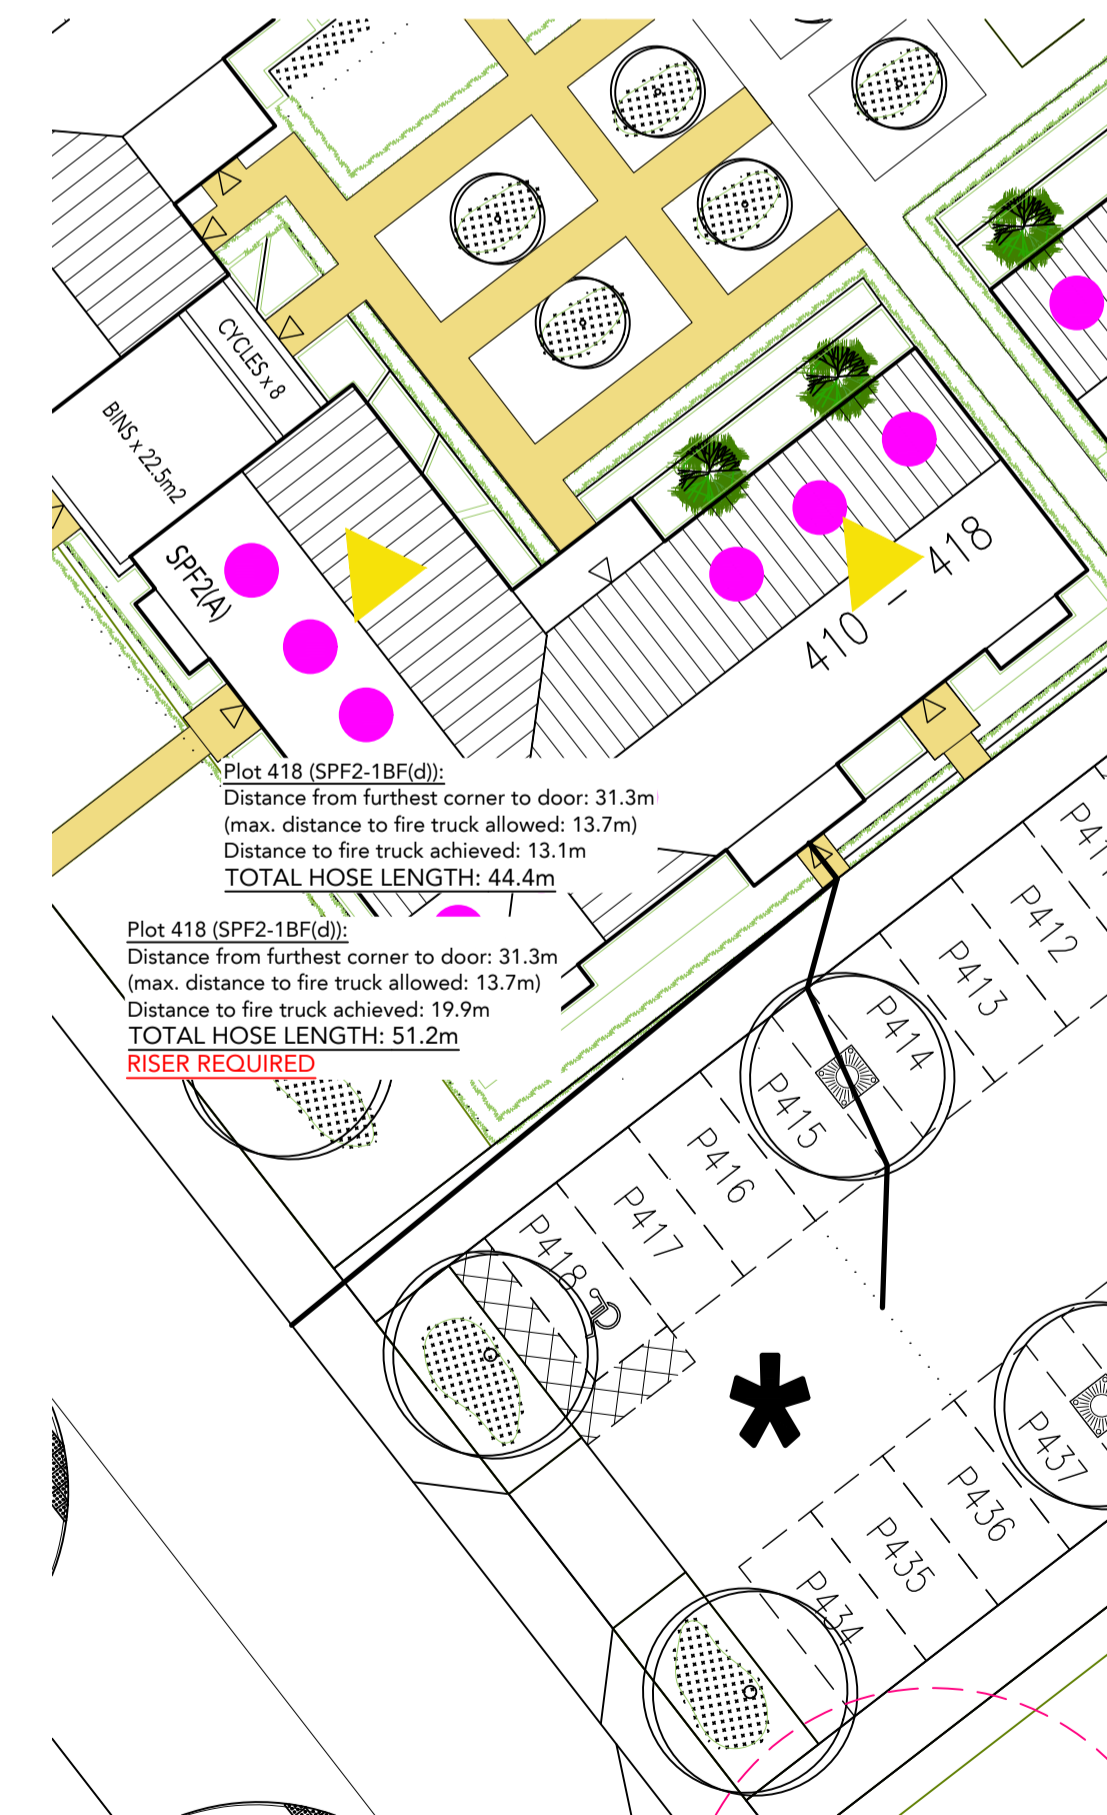 CYCLES x 8
BINS x 22.5m2
SPF2(A)
410 – 418
Plot 418 (SPF2-1BF(d)):
Distance from furthest corner to door: 31.3m
(max. distance to fire truck allowed: 13.7m)
Distance to fire truck achieved: 13.1m
TOTAL HOSE LENGTH: 44.4m
Plot 418 (SPF2-1BF(d)):
Distance from furthest corner to door: 31.3m
(max. distance to fire truck allowed: 13.7m)
Distance to fire truck achieved: 19.9m
TOTAL HOSE LENGTH: 51.2m
RISER REQUIRED
P412
P413
P414
P415
P416
P417
P418
P437
P436
P435
P434